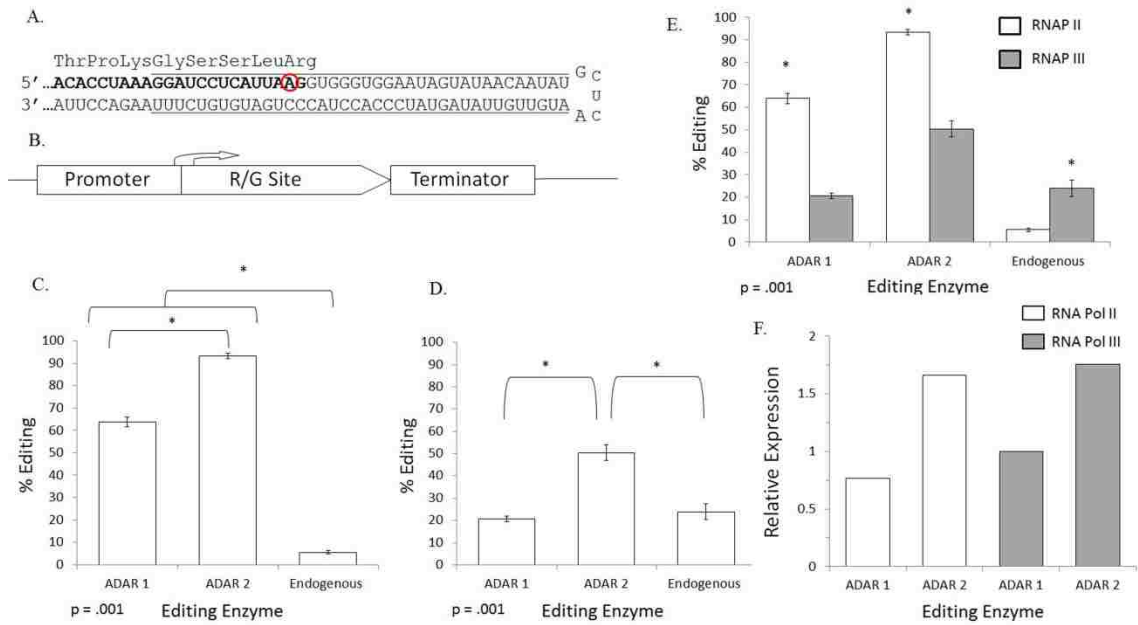 A.
ThrProLysGlySerSerLeuArg
5′ …ACACCUAAAGGAUCCUCAUUAAGGUGGGUGGAAUAGUAUAACAAUAU
G
C
U
C
A
3′ …AUUCCAGAAUUUCUGUGUAGUCCCAUCCACCCUAUGAUAUUGUUGUA
B.
Promoter
R/G Site
Terminator
C.
*
*
% Editing
100
90
80
70
60
50
40
30
20
10
0
ADAR 1
ADAR 2
Endogenous
p = .001
Editing Enzyme
D.
*
*
% Editing
100
90
80
70
60
50
40
30
20
10
0
ADAR 1
ADAR 2
Endogenous
p = .001
Editing Enzyme
E.
*
*
*
RNAP II
RNAP III
% Editing
100
90
80
70
60
50
40
30
20
10
0
ADAR 1
ADAR 2
Endogenous
p = .001
Editing Enzyme
F.
RNA Pol II
RNA Pol III
Relative Expression
2
1.5
1
0.5
0
ADAR 1
ADAR 2
ADAR 1
ADAR 2
Editing Enzyme